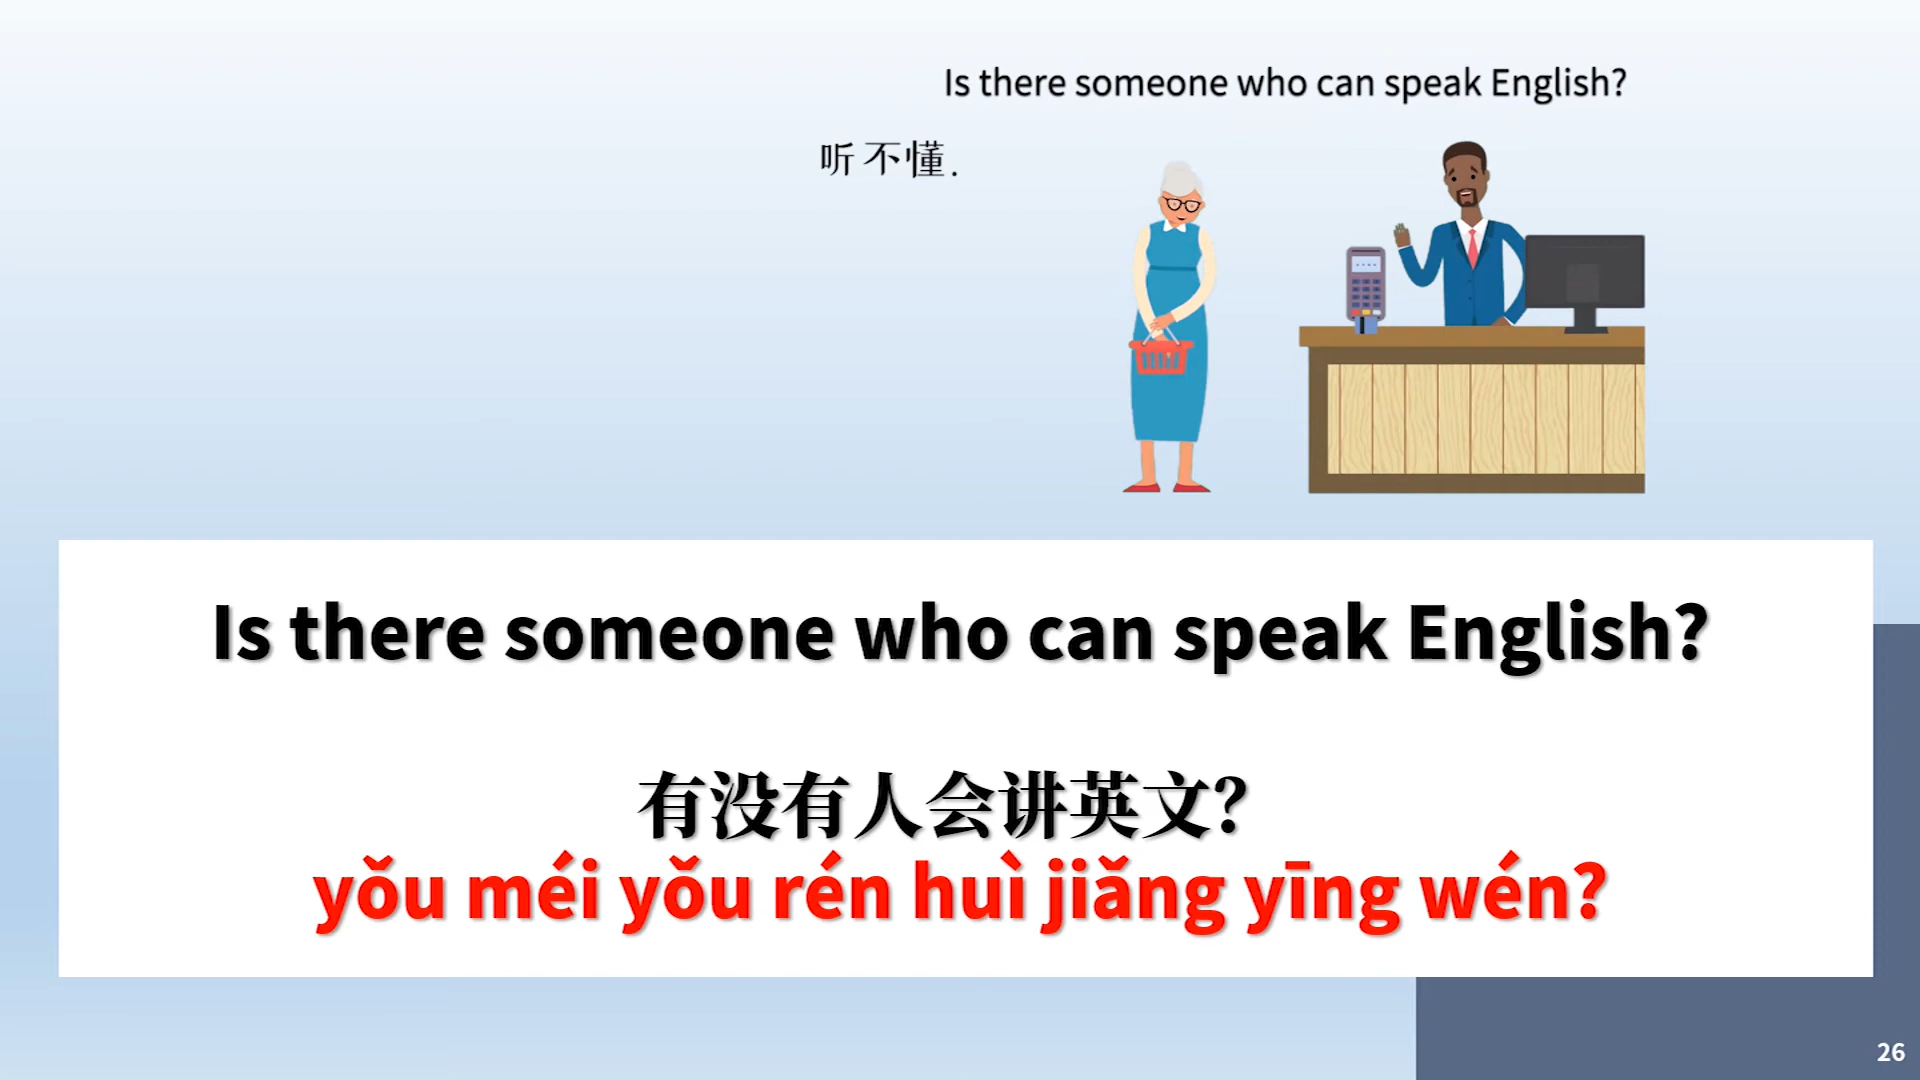 Is there someone who can speak English?
听不懂.
Is there someone who can speak English?
有没有人会讲英文?
yǒu méi yǒu rén huì jiǎng yīng wén?
26